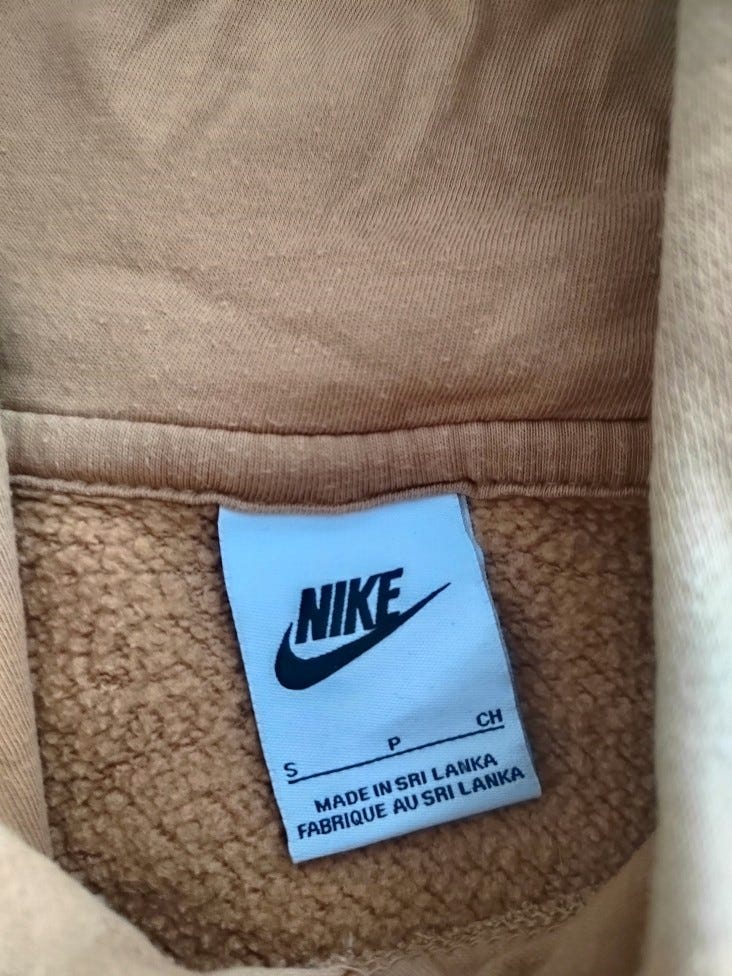 NIKE
S P CH
MADE IN SRI LANKA
FABRIQUE AU SRI LANKA